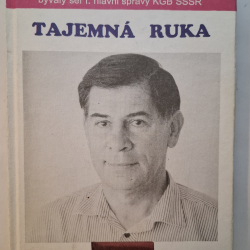 bývalý šéf I. hlavní správy KGB SSSR
TAJEMNÁ RUKA